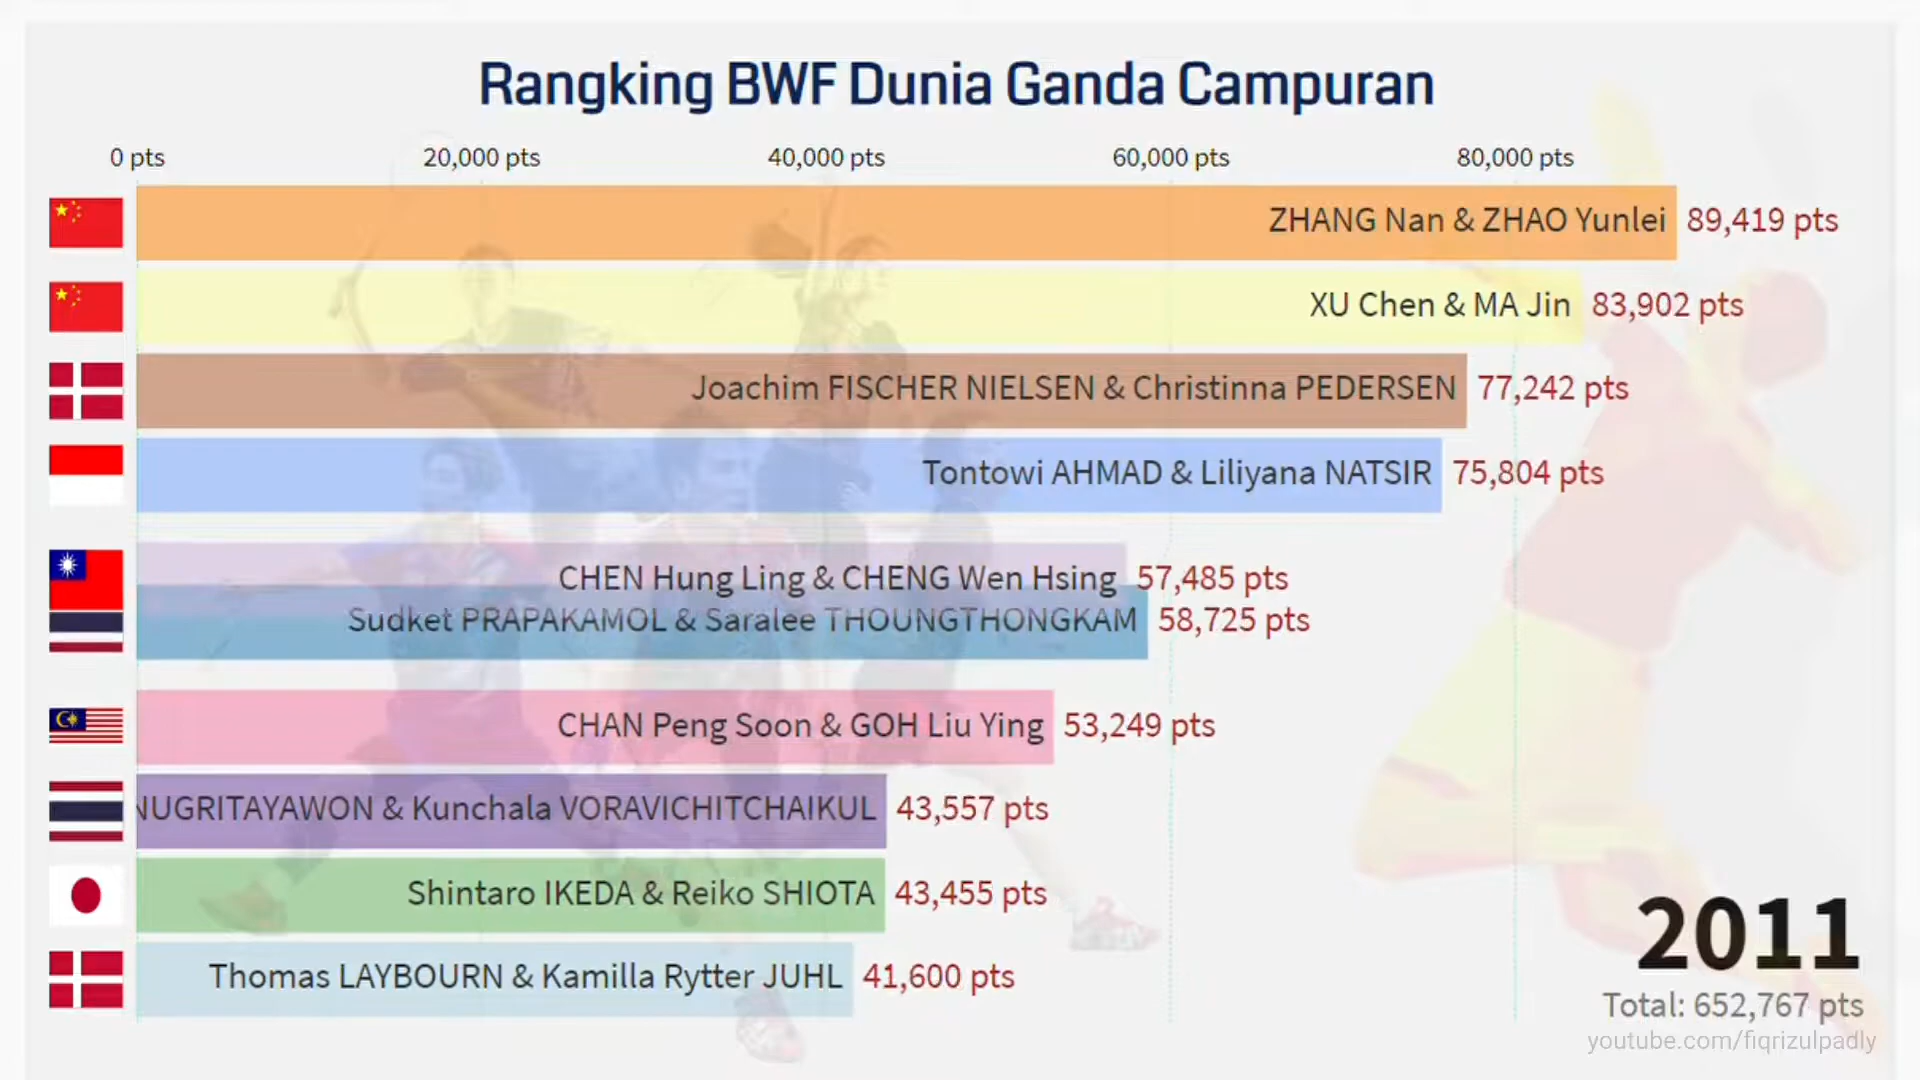 Rangking BWF Dunia Ganda Campuran
0 pts 20,000 pts 40,000 pts 60,000 pts 80,000 pts
ZHANG Nan & ZHAO Yunlei 89,419 pts
XU Chen & MA Jin 83,902 pts
Joachim FISCHER NIELSEN & Christinna PEDERSEN 77,242 pts
Tontowi AHMAD & Liliyana NATSIR 75,804 pts
CHEN Hung Ling & CHENG Wen Hsing 57,485 pts
Sudket PRAPAKAMOL & Saralee THOUNGTHONGKAM 58,725 pts
CHAN Peng Soon & GOH Liu Ying 53,249 pts
NUGRITAYAWON & Kunchala VORAVICHITCHAIKUL 43,557 pts
Shintaro IKEDA & Reiko SHIOTA 43,455 pts
Thomas LAYBOURN & Kamilla Rytter JUHL 41,600 pts
2011
Total: 652,767 pts
youtube.com/fiqrizulpadly